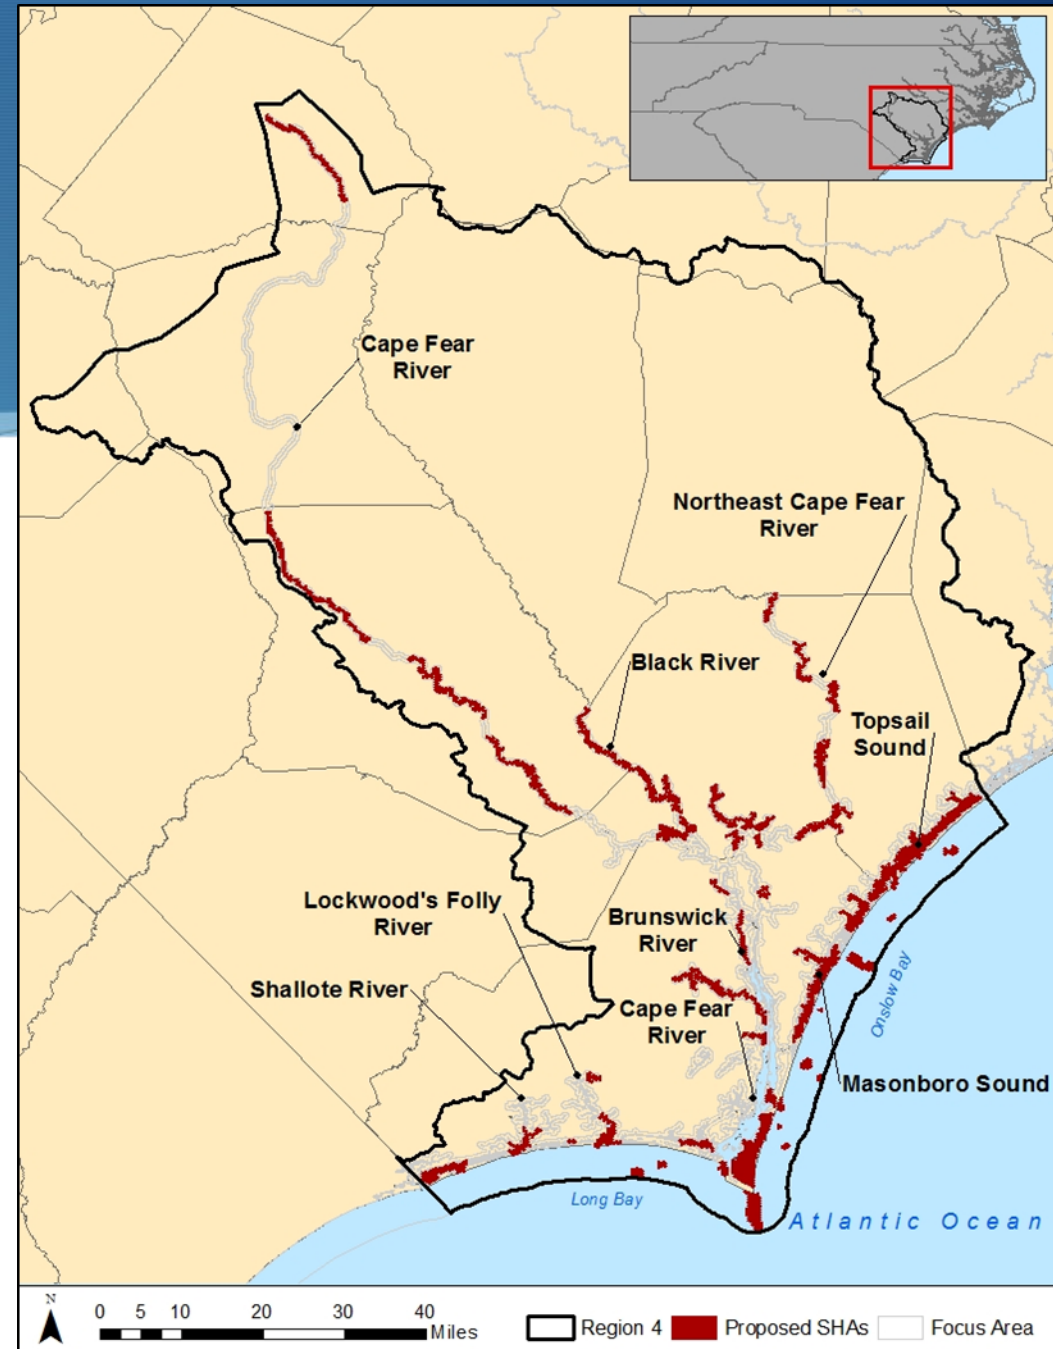 Cape Fear
River
Northeast Cape Fear
River
Black River
Topsail
Sound
Lockwood's Folly
River
Brunswick
River
Shallote River
Cape Fear
River
Onslow Bay
Masonboro Sound
Long Bay
Atlantic Ocean
N
0 5 10 20 30 40
Miles
Region 4
Proposed SHAs
Focus Area